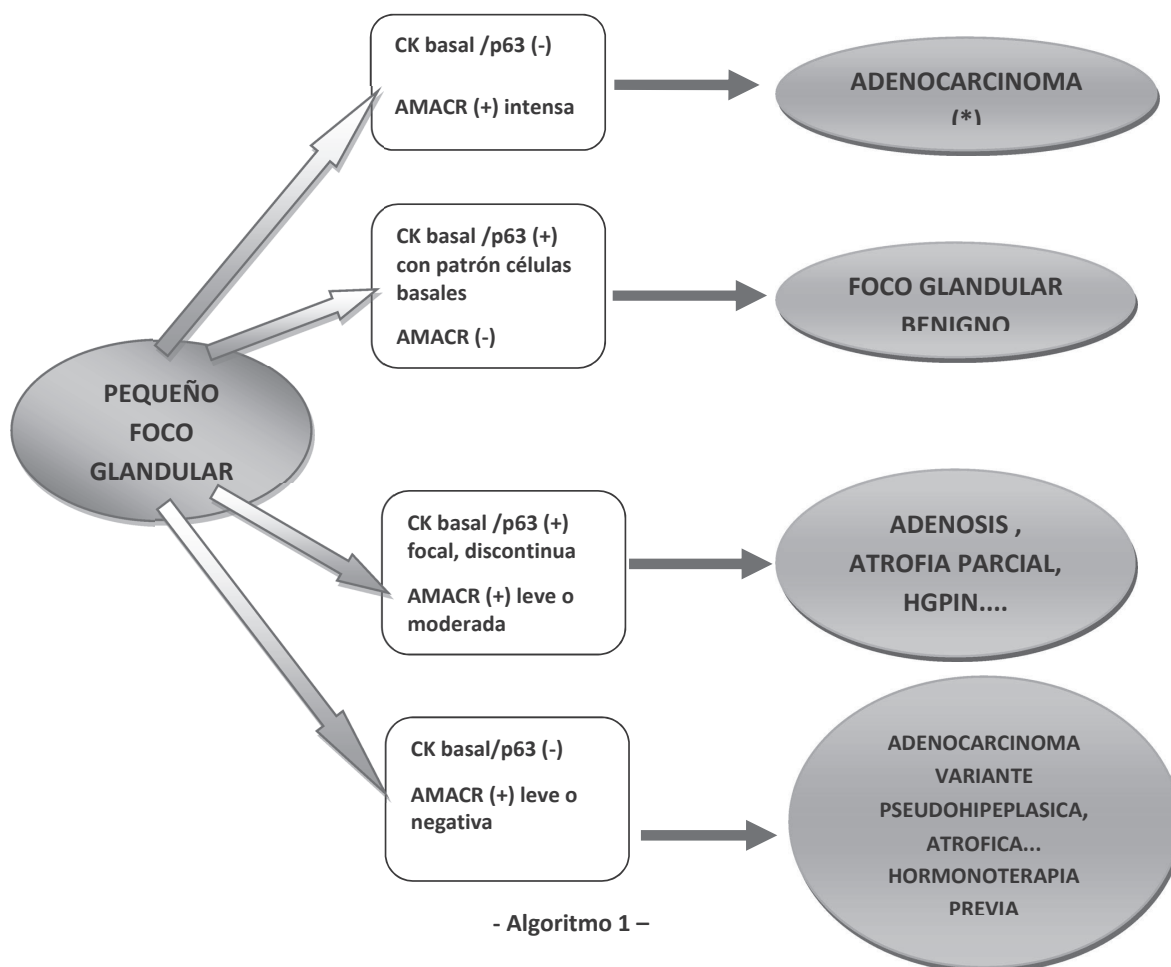 CK basal /p63 (-)
AMACR (+) intensa
ADENOCARCINOMA
(*)
CK basal /p63 (+)
con patrón células
basales
AMACR (-)
FOCO GLANDULAR
BENIGNO
PEQUEÑO
FOCO
GLANDULAR
CK basal /p63 (+)
focal, discontinua
AMACR (+) leve o
moderada
ADENOSIS ,
ATROFIA PARCIAL,
HGPIN....
CK basal/p63 (-)
AMACR (+) leve o
negativa
ADENOCARCINOMA
VARIANTE
PSEUDOHIPEPLASICA,
ATROFICA...
HORMONOTERAPIA
PREVIA
- Algoritmo 1 –